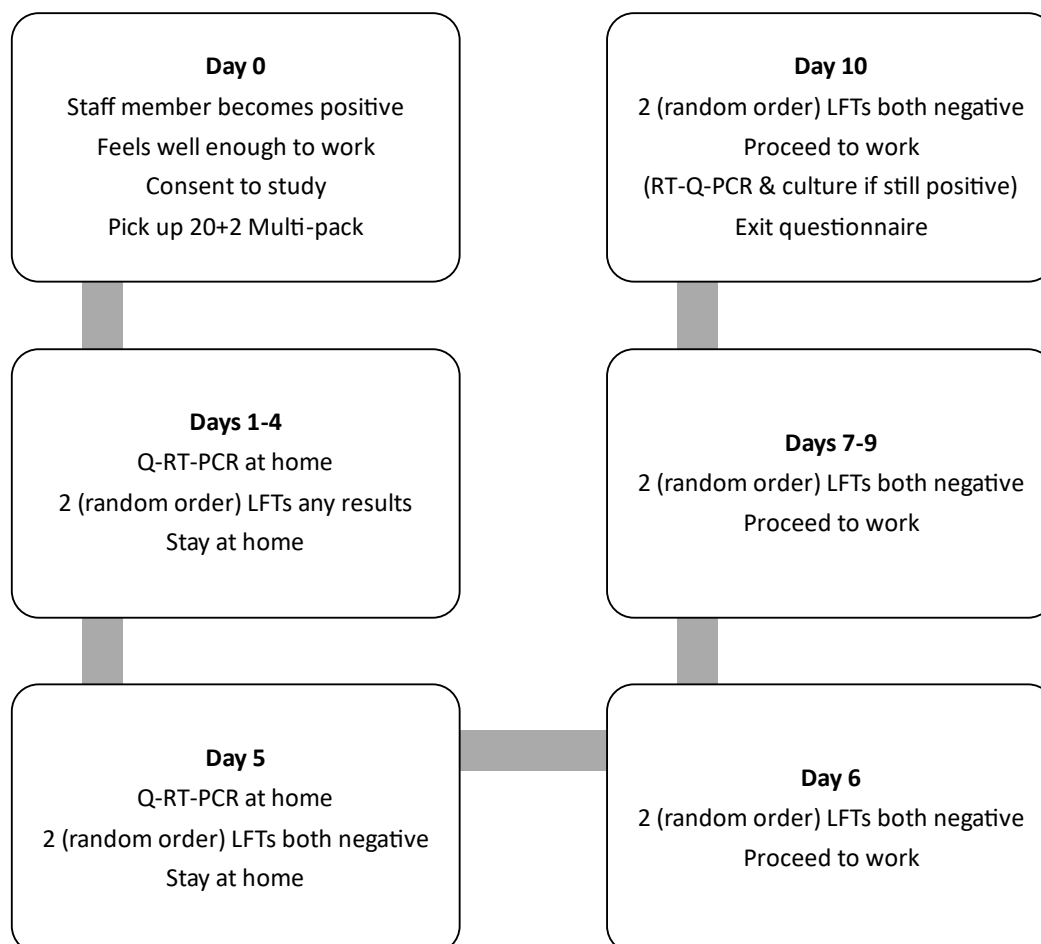 Day 0
Staff member becomes positive
Feels well enough to work
Consent to study
Pick up 20+2 Multi-pack
Days 1-4
Q-RT-PCR at home
2 (random order) LFTs any results
Stay at home
Day 5
Q-RT-PCR at home
2 (random order) LFTs both negative
Stay at home
Day 6
2 (random order) LFTs both negative
Proceed to work
Days 7-9
2 (random order) LFTs both negative
Proceed to work
Day 10
2 (random order) LFTs both negative
Proceed to work
(RT-Q-PCR & culture if still positive)
Exit questionnaire